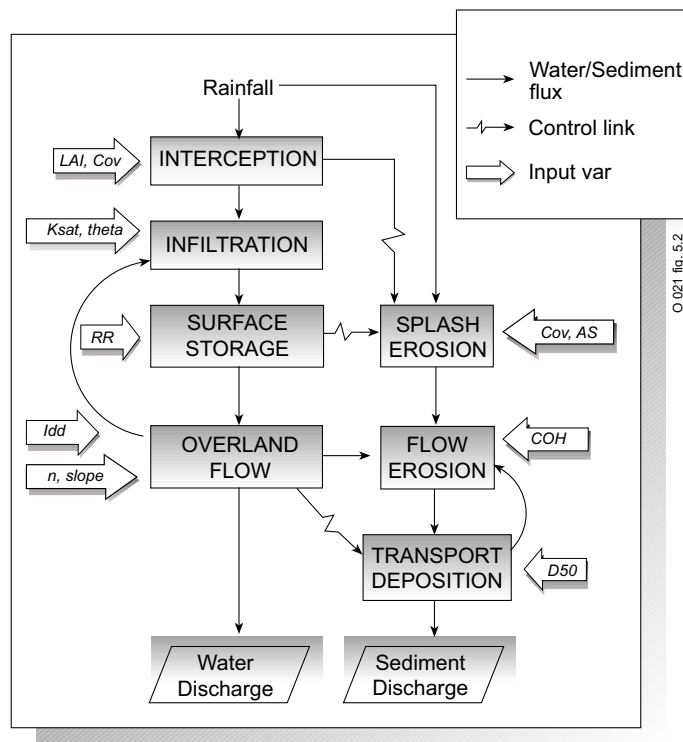 Water/Sediment
flux
Control link
Input var
Rainfall
LAI, Cov
INTERCEPTION
Ksat, theta
INFILTRATION
RR
SURFACE
STORAGE
SPLASH
EROSION
Cov, AS
Idd
n, slope
OVERLAND
FLOW
FLOW
EROSION
COH
TRANSPORT
DEPOSITION
D50
Water
Discharge
Sediment
Discharge
O 021 fig. 5.2